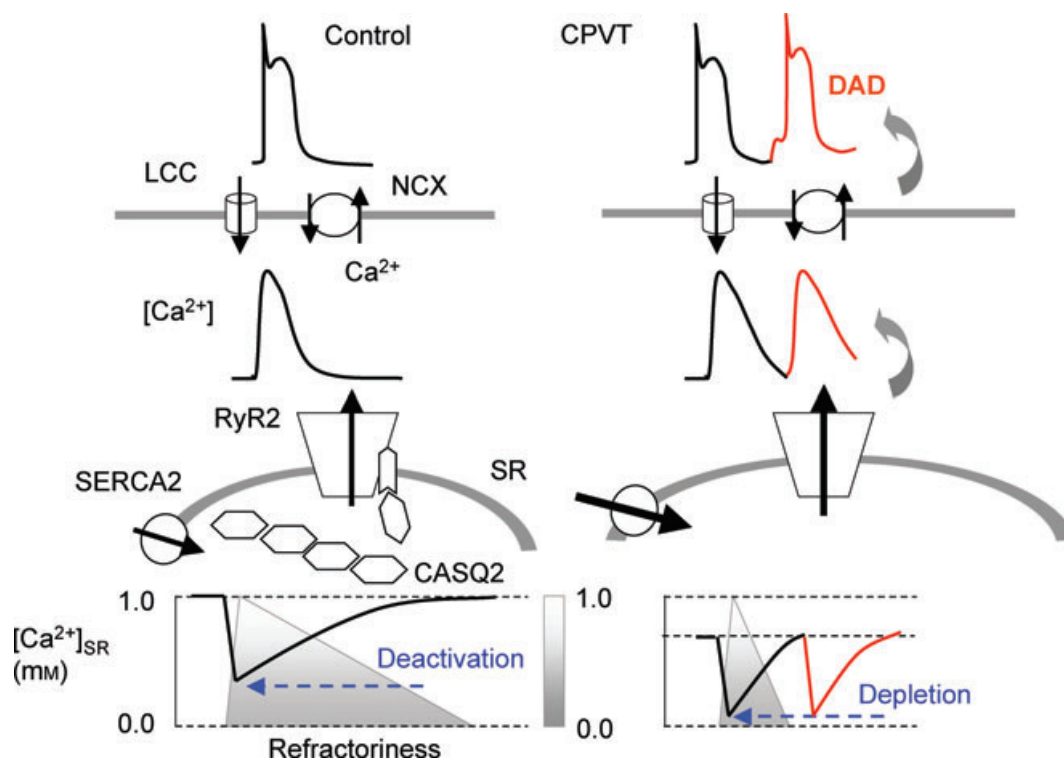 Control
CPVT
DAD
LCC
NCX
Ca²⁺
[Ca²⁺]
RyR2
SERCA2
SR
CASQ2
1.0
1.0
[Ca²⁺]SR
(mM)
Deactivation
Depletion
0.0
0.0
Refractoriness